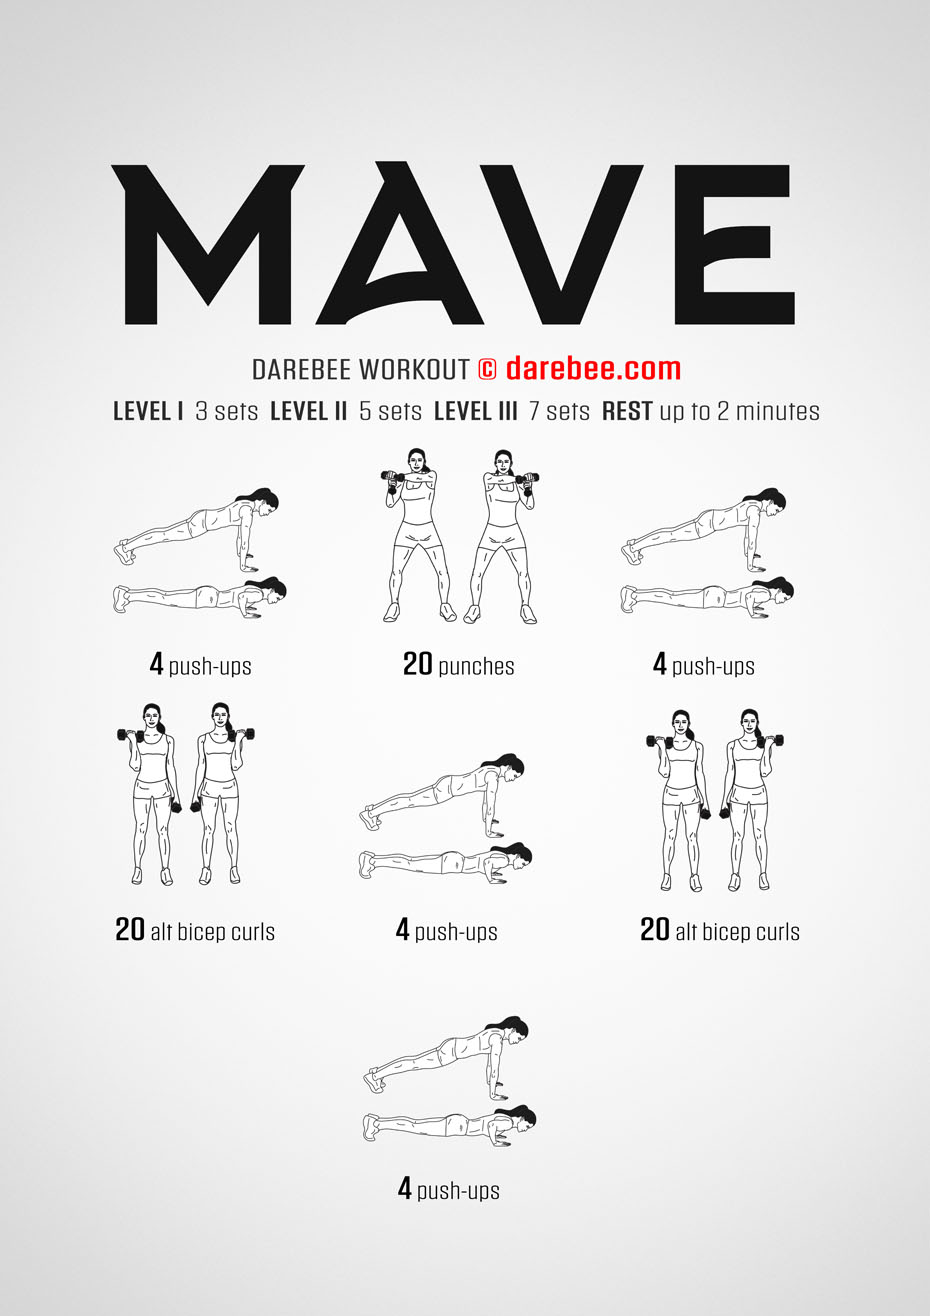 MAVE
DAREBEE WORKOUT © darebee.com
LEVEL I 3 sets LEVEL II 5 sets LEVEL III 7 sets REST up to 2 minutes
4 push-ups
20 punches
4 push-ups
20 alt bicep curls
4 push-ups
20 alt bicep curls
4 push-ups